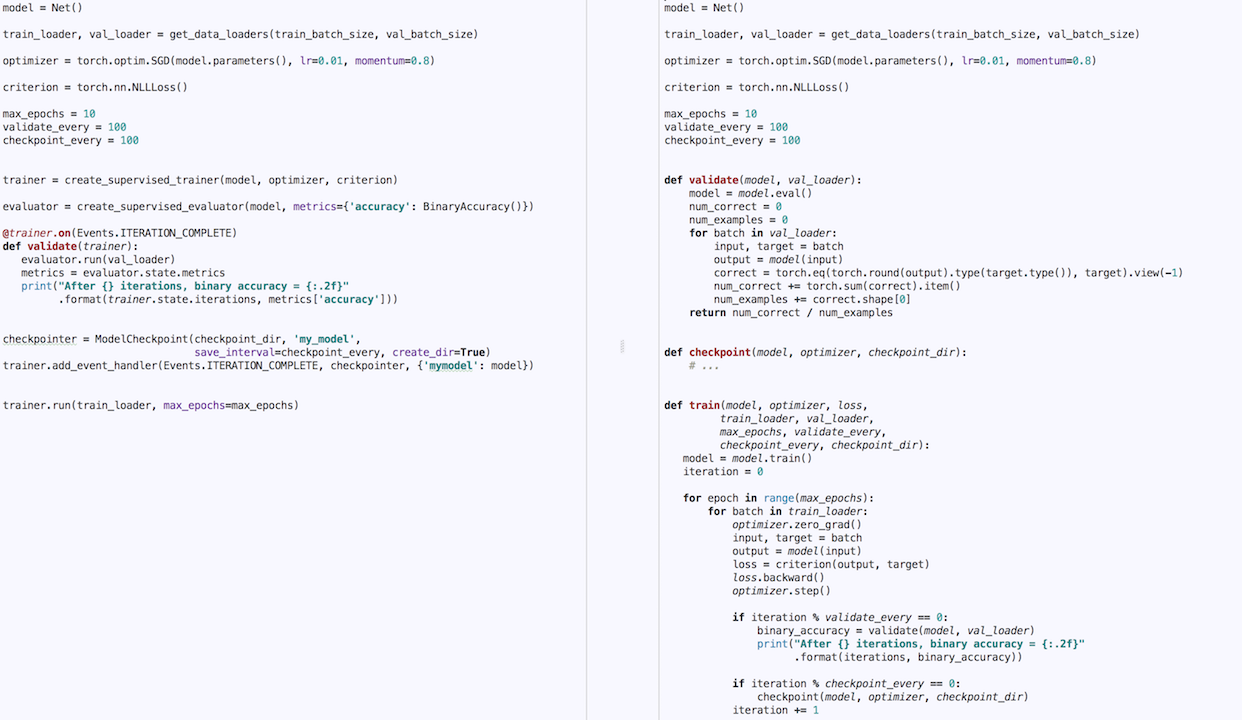 model = Net()
train_loader, val_loader = get_data_loaders(train_batch_size, val_batch_size)
optimizer = torch.optim.SGD(model.parameters(), lr=0.01, momentum=0.8)
criterion = torch.nn.NLLLoss()
max_epochs = 10
validate_every = 100
checkpoint_every = 100
trainer = create_supervised_trainer(model, optimizer, criterion)
evaluator = create_supervised_evaluator(model, metrics={'accuracy': BinaryAccuracy()})
@trainer.on(Events.ITERATION_COMPLETE)
def validate(trainer):
   evaluator.run(val_loader)
   metrics = evaluator.state.metrics
   print("After {} iterations, binary accuracy = {:.2f}"
         .format(trainer.state.iterations, metrics['accuracy']))
checkpointer = ModelCheckpoint(checkpoint_dir, 'my_model',
                               save_interval=checkpoint_every, create_dir=True)
trainer.add_event_handler(Events.ITERATION_COMPLETE, checkpointer, {'mymodel': model})
trainer.run(train_loader, max_epochs=max_epochs)
model = Net()
train_loader, val_loader = get_data_loaders(train_batch_size, val_batch_size)
optimizer = torch.optim.SGD(model.parameters(), lr=0.01, momentum=0.8)
criterion = torch.nn.NLLLoss()
max_epochs = 10
validate_every = 100
checkpoint_every = 100
def validate(model, val_loader):
    model = model.eval()
    num_correct = 0
    num_examples = 0
    for batch in val_loader:
        input, target = batch
        output = model(input)
        correct = torch.eq(torch.round(output).type(target.type()), target).view(-1)
        num_correct += torch.sum(correct).item()
        num_examples += correct.shape[0]
    return num_correct / num_examples
def checkpoint(model, optimizer, checkpoint_dir):
    # ...
def train(model, optimizer, loss,
         train_loader, val_loader,
         max_epochs, validate_every,
         checkpoint_every, checkpoint_dir):
   model = model.train()
   iteration = 0
   for epoch in range(max_epochs):
       for batch in train_loader:
           optimizer.zero_grad()
           input, target = batch
           output = model(input)
           loss = criterion(output, target)
           loss.backward()
           optimizer.step()
           if iteration % validate_every == 0:
               binary_accuracy = validate(model, val_loader)
               print("After {} iterations, binary accuracy = {:.2f}"
                     .format(iterations, binary_accuracy))
           if iteration % checkpoint_every == 0:
               checkpoint(model, optimizer, checkpoint_dir)
           iteration += 1